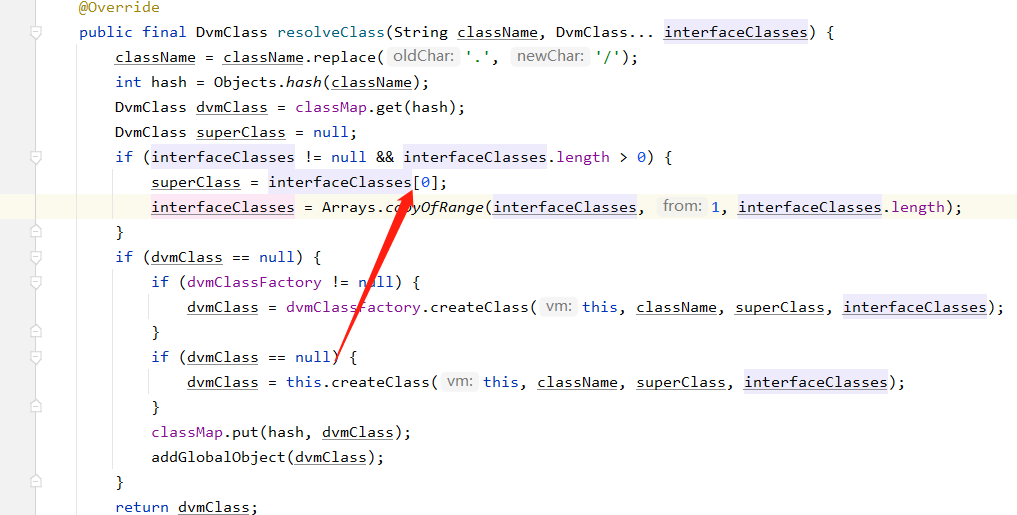 @Override
public final DvmClass resolveClass(String className, DvmClass... interfaceClasses) {
className = className.replace( oldChar: '.', newChar: '/');
int hash = Objects.hash(className);
DvmClass dvmClass = classMap.get(hash);
DvmClass superClass = null;
if (interfaceClasses != null && interfaceClasses.length > 0) {
superClass = interfaceClasses[0];
interfaceClasses = Arrays.copyOfRange(interfaceClasses, from: 1, interfaceClasses.length);
}
if (dvmClass == null) {
if (dvmClassFactory != null) {
dvmClass = dvmClassFactory.createClass( vm: this, className, superClass, interfaceClasses);
}
if (dvmClass == null) {
dvmClass = this.createClass( vm: this, className, superClass, interfaceClasses);
}
classMap.put(hash, dvmClass);
addGlobalObject(dvmClass);
}
return dvmClass;